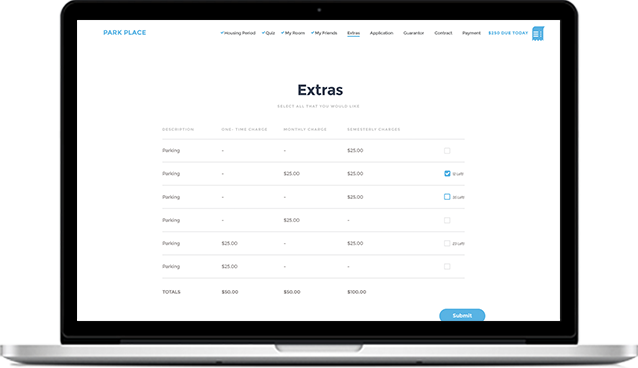 PARK PLACE
✓Housing Period ✓Quiz ✓My Room ✓My Friends Extras Application Guarantor Contract Payment $250 DUE TODAY
Extras
SELECT ALL THAT YOU WOULD LIKE
DESCRIPTION ONE-TIME CHARGE MONTHLY CHARGE SEMESTERLY CHARGES
Parking - - $25.00
Parking - $25.00 $25.00
Parking - - $25.00
Parking - $25.00 -
Parking $25.00 - $25.00
Parking $25.00 - -
TOTALS $50.00 $50.00 $100.00
Submit